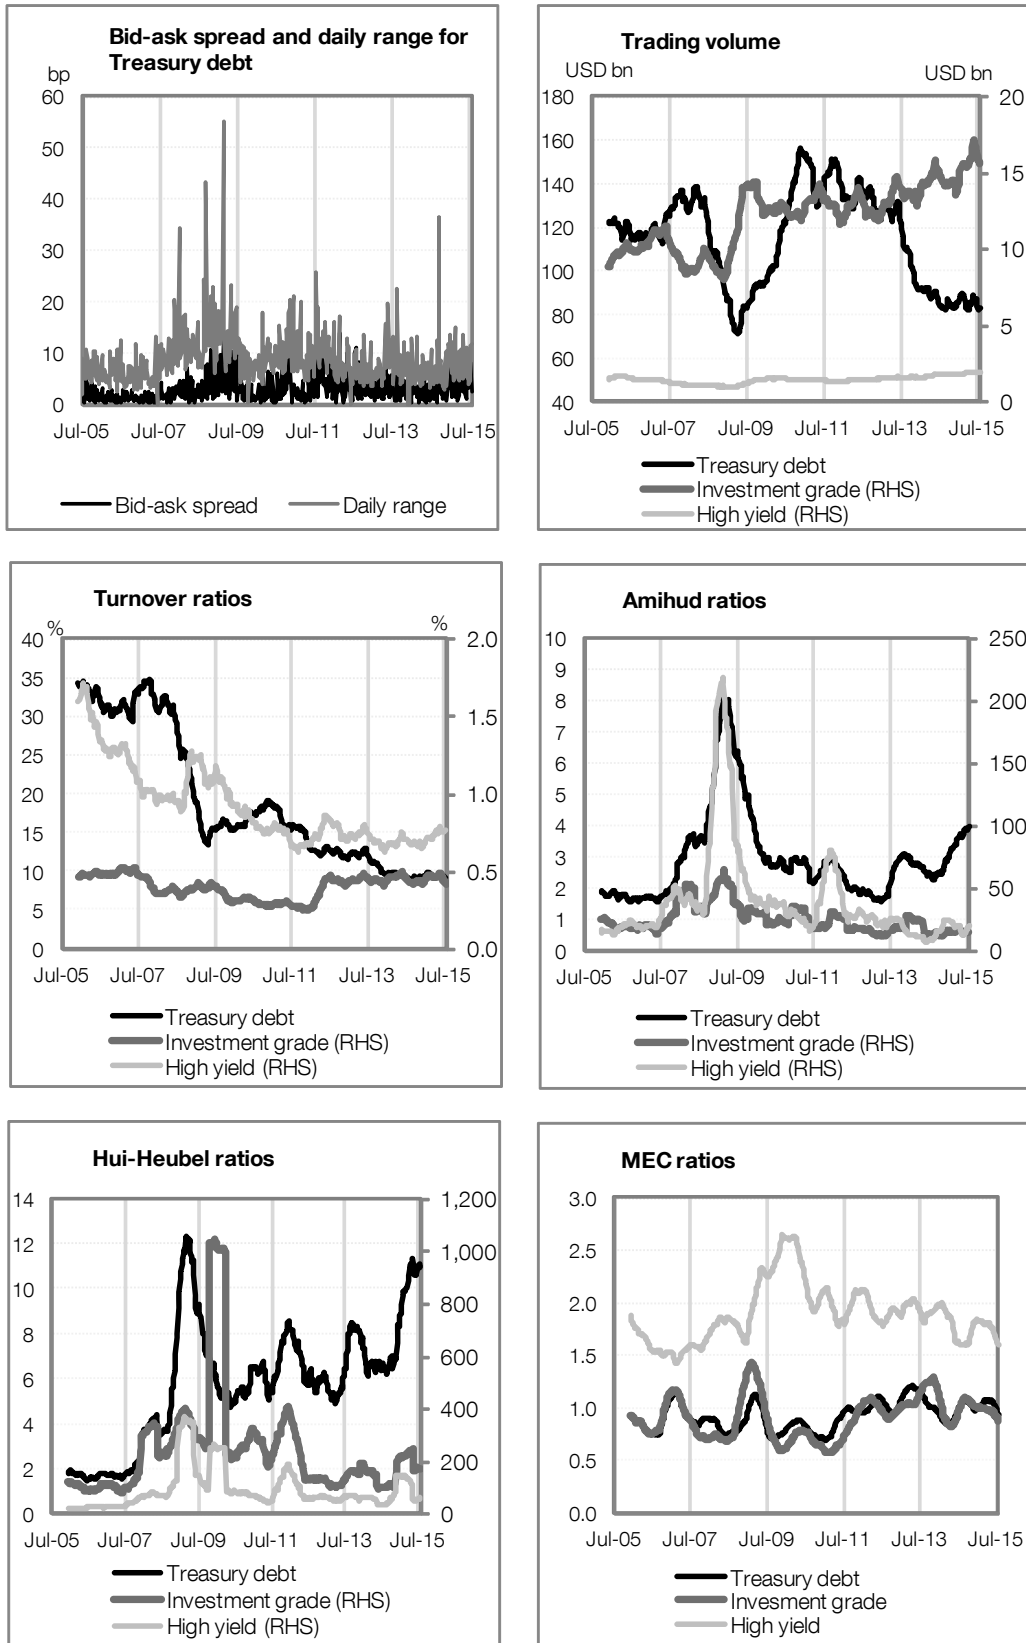 Bid-ask spread and daily range for
Treasury debt
bp
60
50
40
30
20
10
0
Jul-05 Jul-07 Jul-09 Jul-11 Jul-13 Jul-15
Bid-ask spread Daily range
Trading volume
USD bn USD bn
180 20
160
140 15
120
100 10
80
60 5
40 0
Jul-05 Jul-07 Jul-09 Jul-11 Jul-13 Jul-15
Treasury debt
Investment grade (RHS)
High yield (RHS)
Turnover ratios
% %
40 2.0
35
30 1.5
25
20 1.0
15
10 0.5
5
0 0.0
Jul-05 Jul-07 Jul-09 Jul-11 Jul-13 Jul-15
Treasury debt
Investment grade (RHS)
High yield (RHS)
Amihud ratios
10 250
9
8 200
7
6 150
5
4 100
3
2 50
1
0 0
Jul-05 Jul-07 Jul-09 Jul-11 Jul-13 Jul-15
Treasury debt
Investment grade (RHS)
High yield (RHS)
Hui-Heubel ratios
14 1,200
12 1,000
10 800
8
6 600
4 400
2 200
0 0
Jul-05 Jul-07 Jul-09 Jul-11 Jul-13 Jul-15
Treasury debt
Investment grade (RHS)
High yield (RHS)
MEC ratios
3.0
2.5
2.0
1.5
1.0
0.5
0.0
Jul-05 Jul-07 Jul-09 Jul-11 Jul-13 Jul-15
Treasury debt
Invesment grade
High yield